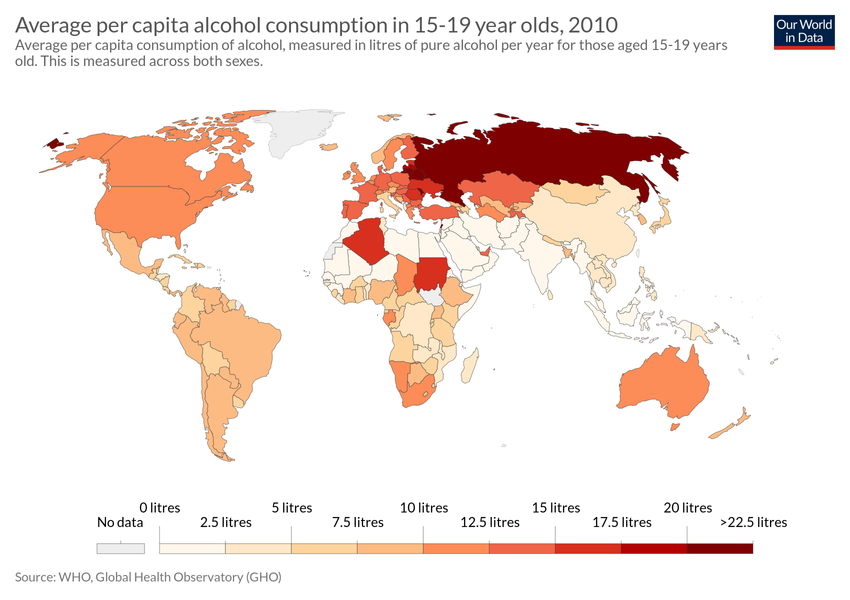 Average per capita alcohol consumption in 15-19 year olds, 2010
Our World
in Data
Average per capita consumption of alcohol, measured in litres of pure alcohol per year for those aged 15-19 years
old. This is measured across both sexes.
0 litres
5 litres
10 litres
15 litres
20 litres
No data
2.5 litres
7.5 litres
12.5 litres
17.5 litres
>22.5 litres
Source: WHO, Global Health Observatory (GHO)